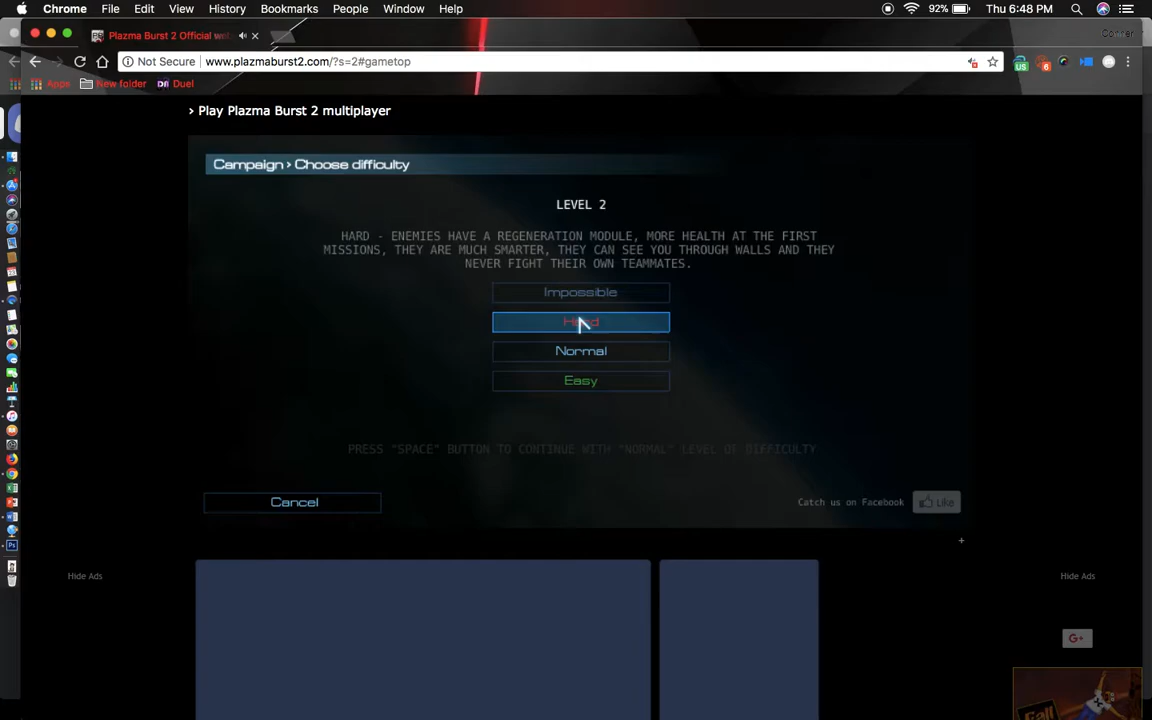 Chrome File Edit View History Bookmarks People Window Help 92% Thu 6:48 PM
Plazma Burst 2 Official we Conner
Not Secure www.plazmaburst2.com/?s=2#gametop
Apps New folder Duel
› Play Plazma Burst 2 multiplayer
Campaign › Choose difficulty
LEVEL 2
HARD - ENEMIES HAVE A REGENERATION MODULE, MORE HEALTH AT THE FIRST
MISSIONS, THEY ARE MUCH SMARTER, THEY CAN SEE YOU THROUGH WALLS AND THEY
NEVER FIGHT THEIR OWN TEAMMATES.
Impossible
Hard
Normal
Easy
PRESS "SPACE" BUTTON TO CONTINUE WITH "NORMAL" LEVEL OF DIFFICULTY
Cancel Catch us on Facebook Like
+
Hide Ads Hide Ads
G+